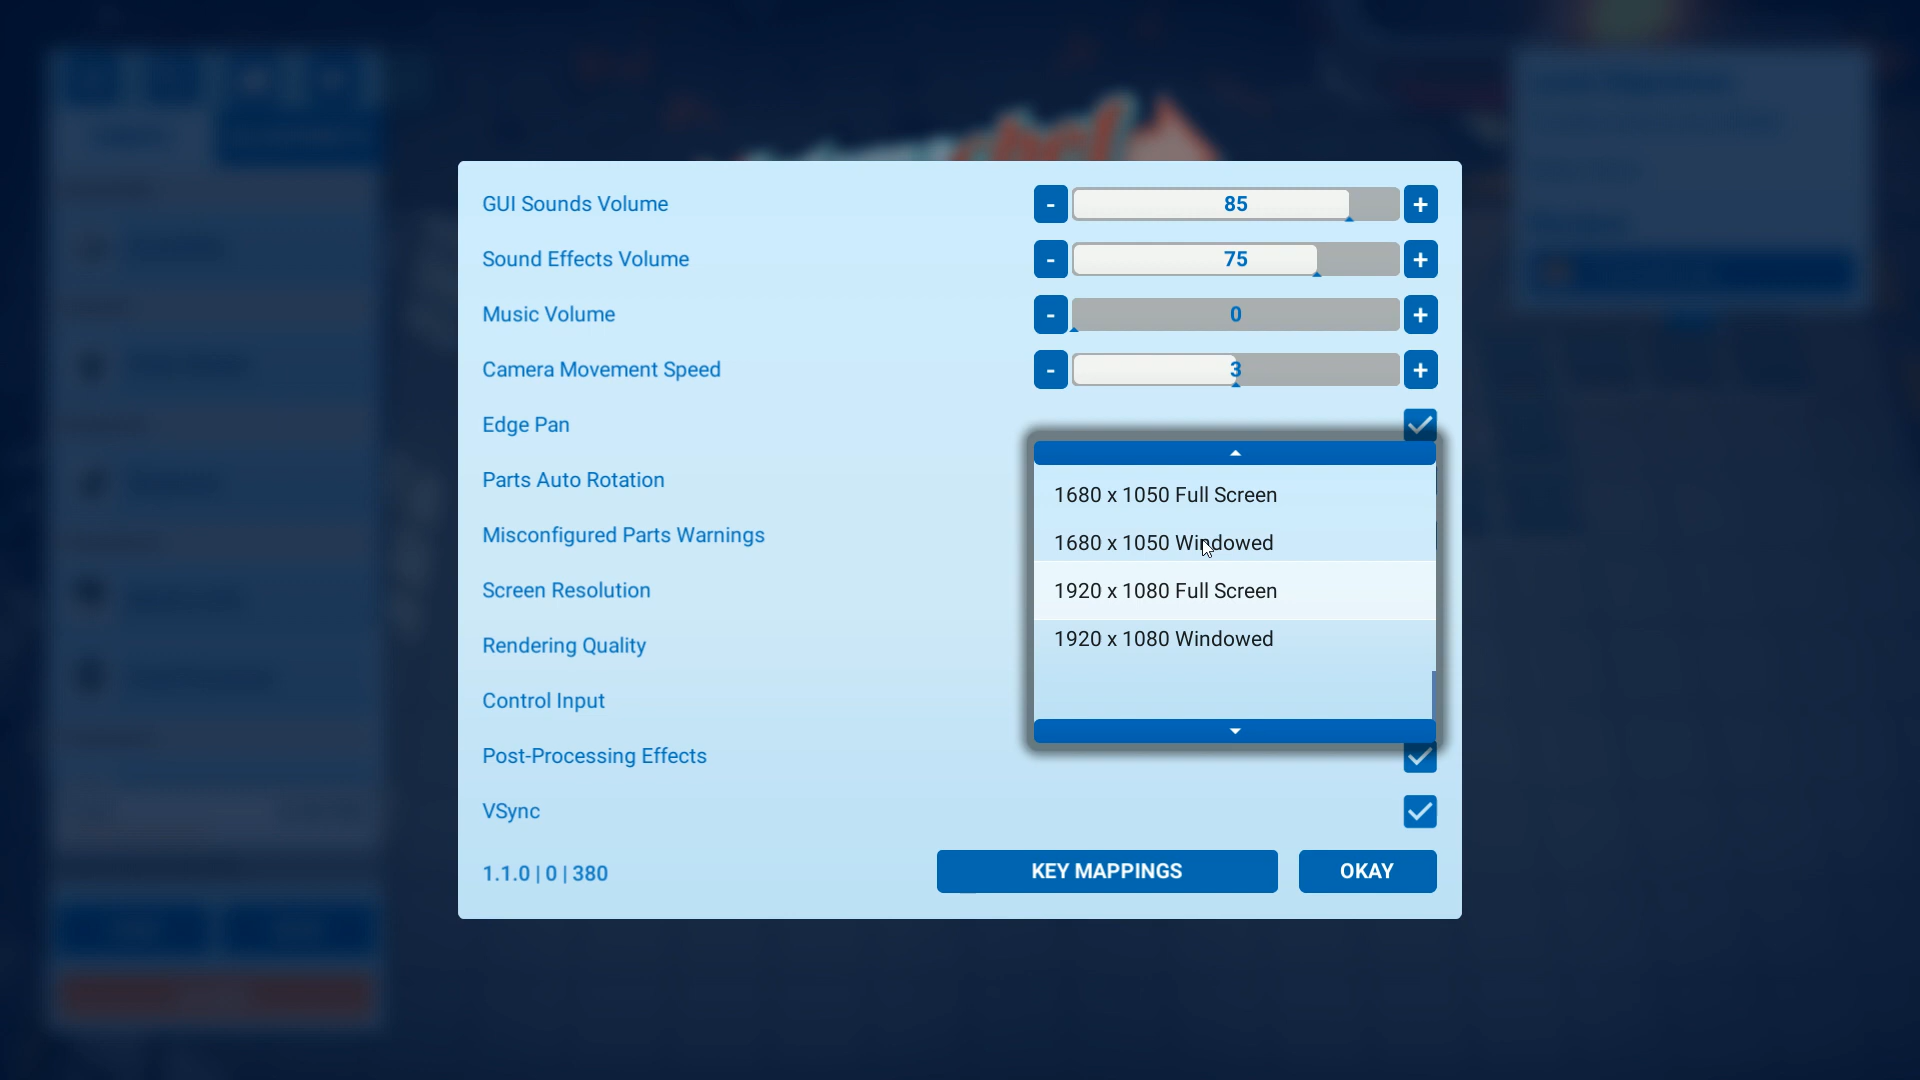 GUI Sounds Volume
- 85 +
Sound Effects Volume
- 75 +
Music Volume
- 0 +
Camera Movement Speed
- 3 +
Edge Pan
Parts Auto Rotation
1680 x 1050 Full Screen
Misconfigured Parts Warnings
1680 x 1050 Windowed
Screen Resolution
1920 x 1080 Full Screen
Rendering Quality
1920 x 1080 Windowed
Control Input
Post-Processing Effects
VSync
1.1.0 | 0 | 380
KEY MAPPINGS
OKAY